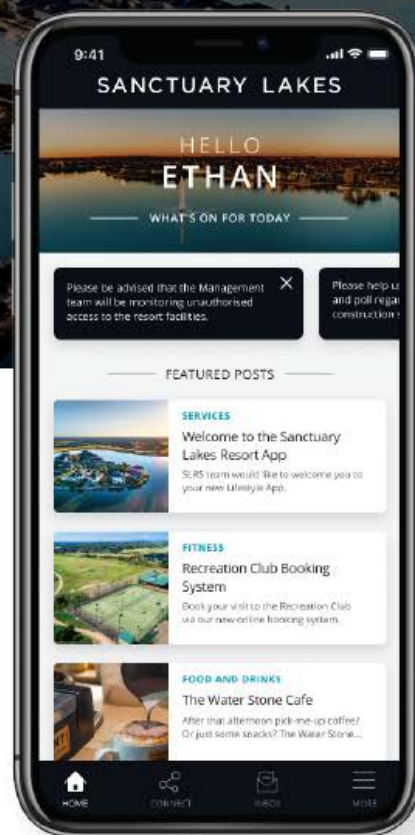 9:41
SANCTUARY LAKES
HELLO
ETHAN
WHAT'S ON FOR TODAY
Please be advised that the Management
team will be monitoring unauthorised
access to the resort facilities.
Please help us
and poll regar
construction s
FEATURED POSTS
SERVICES
Welcome to the Sanctuary
Lakes Resort App
SLRS team would like to welcome you to
your new Lifestyle App.
FITNESS
Recreation Club Booking
System
Book your visit to the Recreation Club
via our new online booking system.
FOOD AND DRINKS
The Water Stone Cafe
After that afternoon pick-me-up coffee?
Or just some snacks? The Water Stone...
HOME
CONNECT
INBOX
MORE